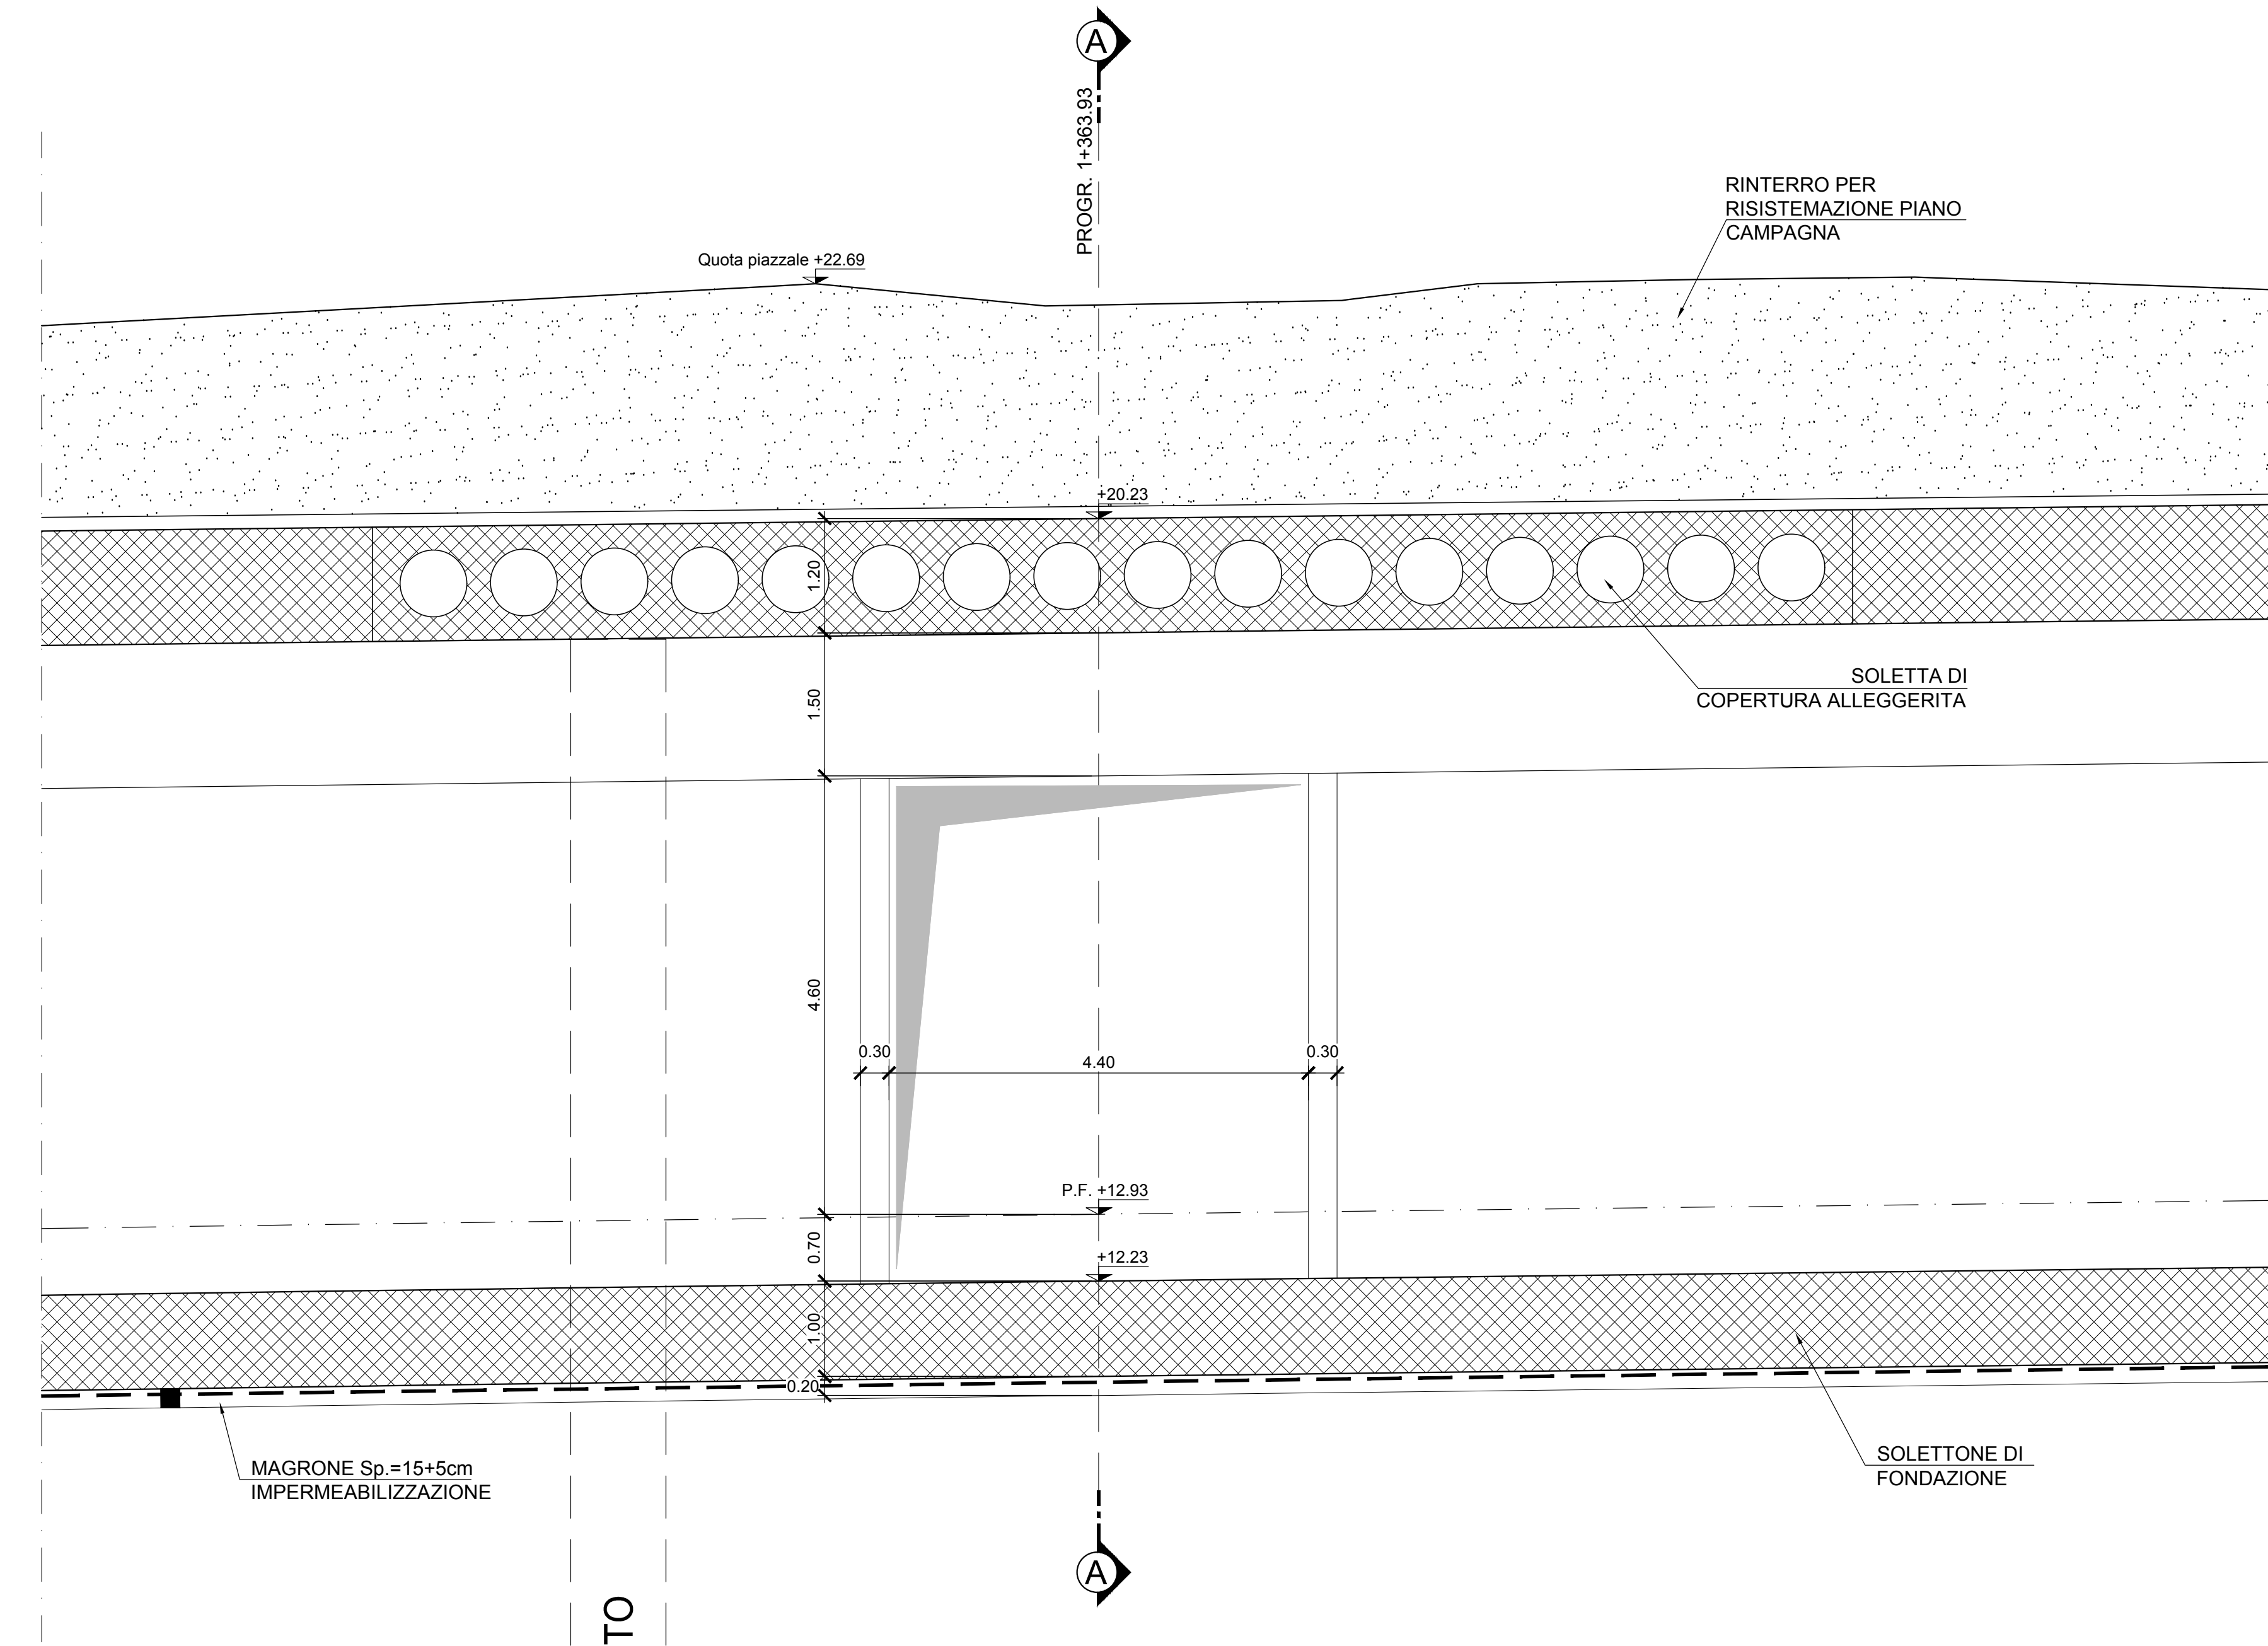 A
PROGR. 1+363.93
RINTERRO PER
RISISTEMAZIONE PIANO
CAMPAGNA
Quota piazzale +22.69
+20.23
1.20
SOLETTA DI
COPERTURA ALLEGGERITA
1.50
4.60
0.30
4.40
0.30
P.F. +12.93
0.70
+12.23
1.00
0.20
MAGRONE Sp.=15+5cm
IMPERMEABILIZZAZIONE
SOLETTONE DI
FONDAZIONE
A
TO